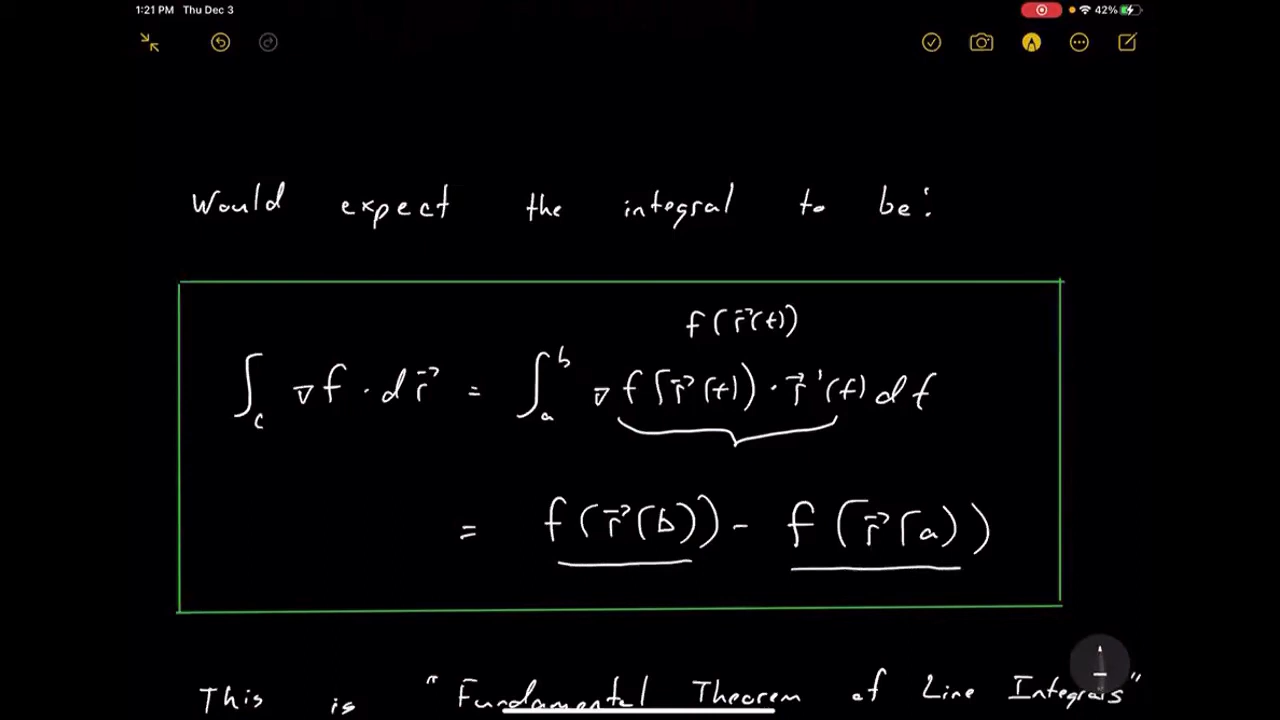 1:21 PM Thu Dec 3 42%
Would expect the integral to be:
f(r⃗(t))
∫_c ∇f · dr⃗ = ∫_a^b ∇f(r⃗(t)) · r⃗'(t) dt
= f(r⃗(b)) - f(r⃗(a))
This is "Fundamental Theorem of Line Integrals"